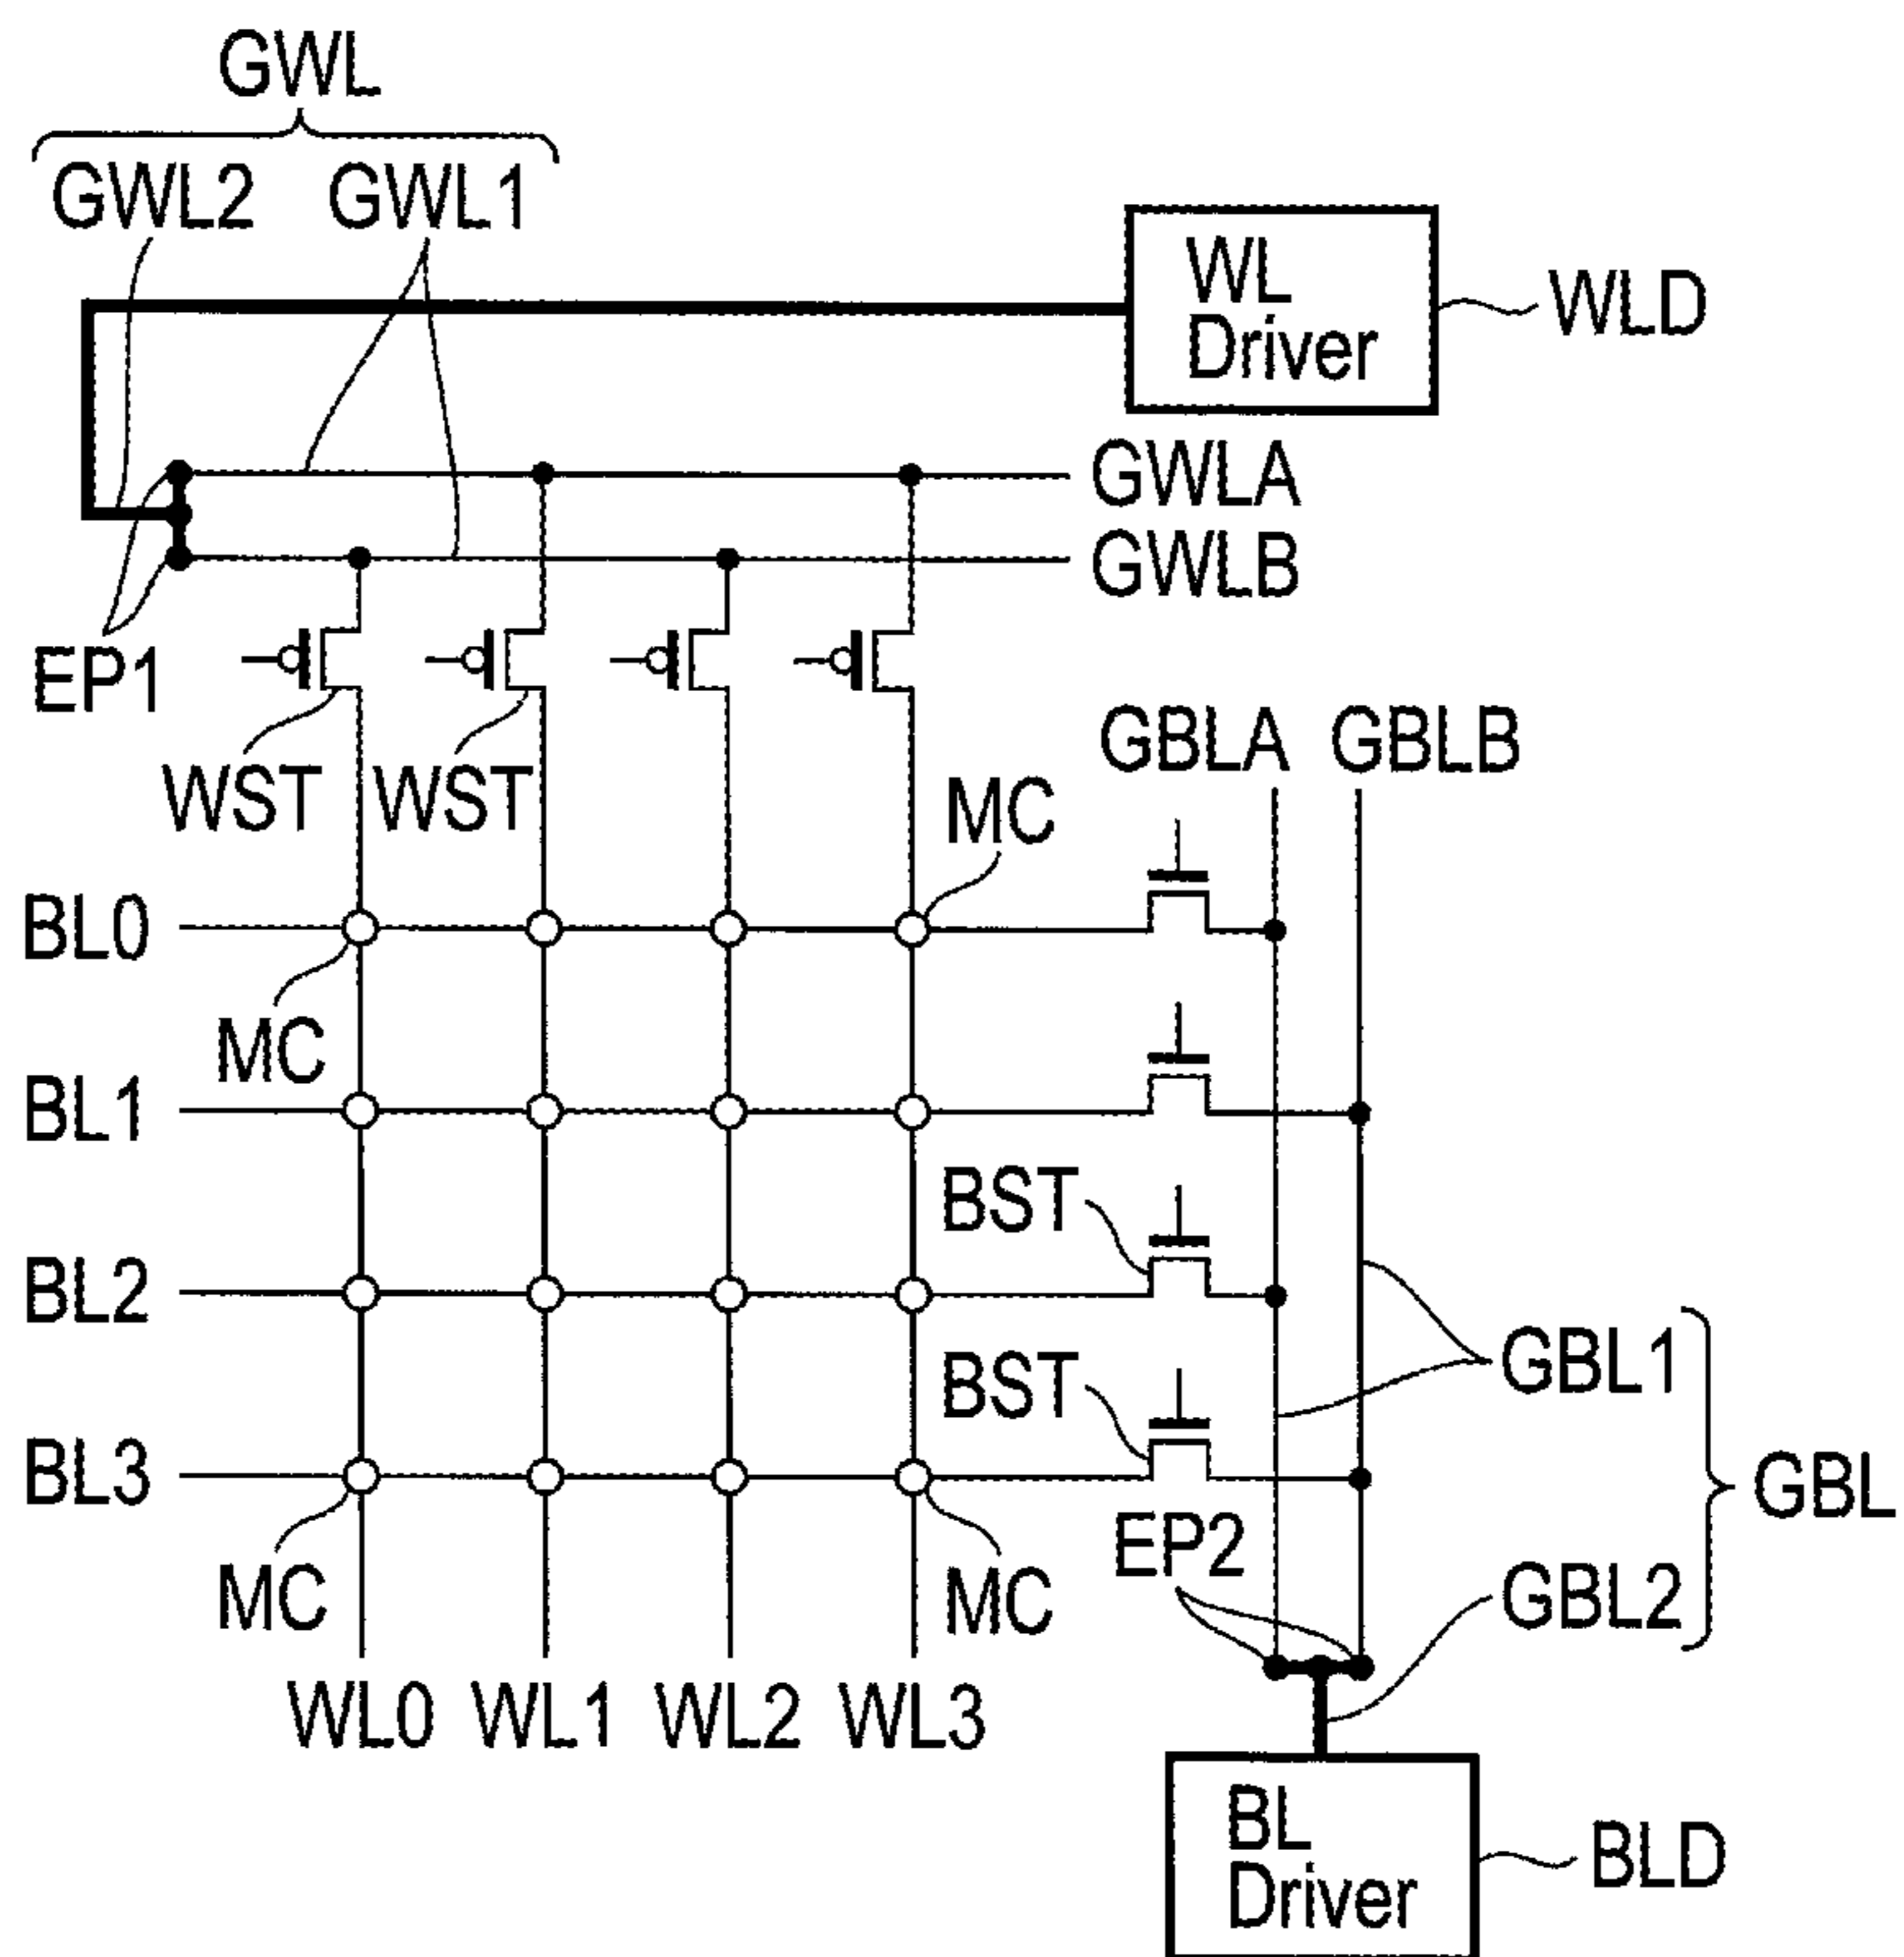 GWL
GWL2 GWL1
WL
Driver
WLD
GWLA
GWLB
EP1
WST WST
GBLA GBLB
MC
BL0
MC
BL1
BST
BL2
GBL1
BST
BL3
GBL
EP2
MC
MC
GBL2
WL0 WL1 WL2 WL3
BL
Driver
BLD